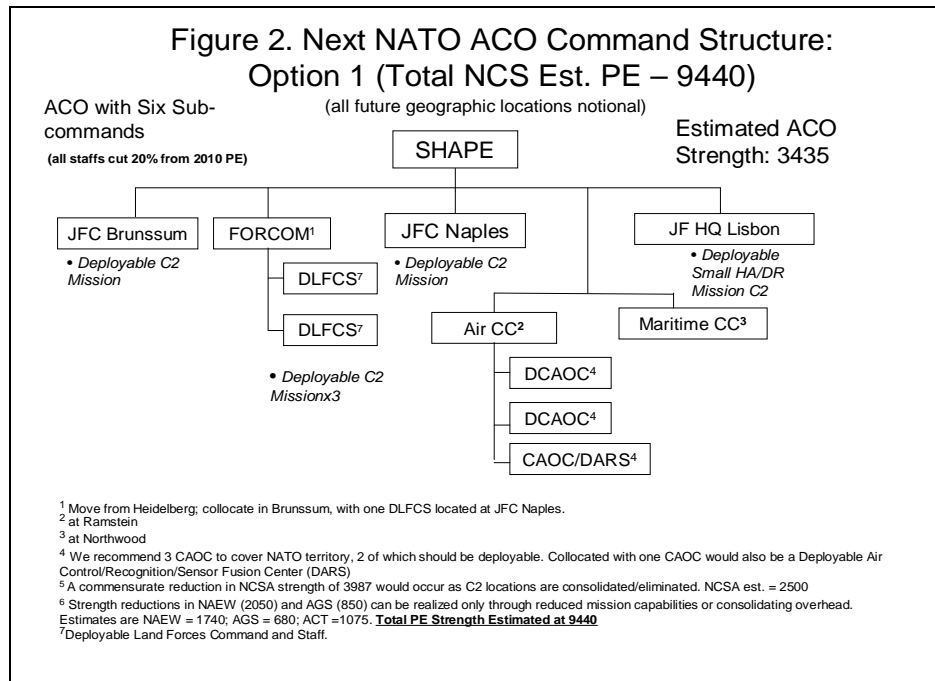 Figure 2. Next NATO ACO Command Structure:
Option 1 (Total NCS Est. PE – 9440)
(all future geographic locations notional)
ACO with Six Sub-
commands
(all staffs cut 20% from 2010 PE)
Estimated ACO
Strength: 3435
SHAPE
JFC Brunssum
• Deployable C2
Mission
FORCOM¹
DLFCS⁷
DLFCS⁷
• Deployable C2
Missionx3
JFC Naples
• Deployable C2
Mission
JF HQ Lisbon
• Deployable
Small HA/DR
Mission C2
Air CC²
Maritime CC³
DCAOC⁴
DCAOC⁴
CAOC/DARS⁴
¹ Move from Heidelberg; collocate in Brunssum, with one DLFCS located at JFC Naples.
² at Ramstein
³ at Northwood
⁴ We recommend 3 CAOC to cover NATO territory, 2 of which should be deployable. Collocated with one CAOC would also be a Deployable Air
Control/Recognition/Sensor Fusion Center (DARS)
⁵ A commensurate reduction in NCSA strength of 3987 would occur as C2 locations are consolidated/eliminated. NCSA est. = 2500
⁶ Strength reductions in NAEW (2050) and AGS (850) can be realized only through reduced mission capabilities or consolidating overhead.
Estimates are NAEW = 1740; AGS = 680; ACT =1075. Total PE Strength Estimated at 9440
⁷Deployable Land Forces Command and Staff.